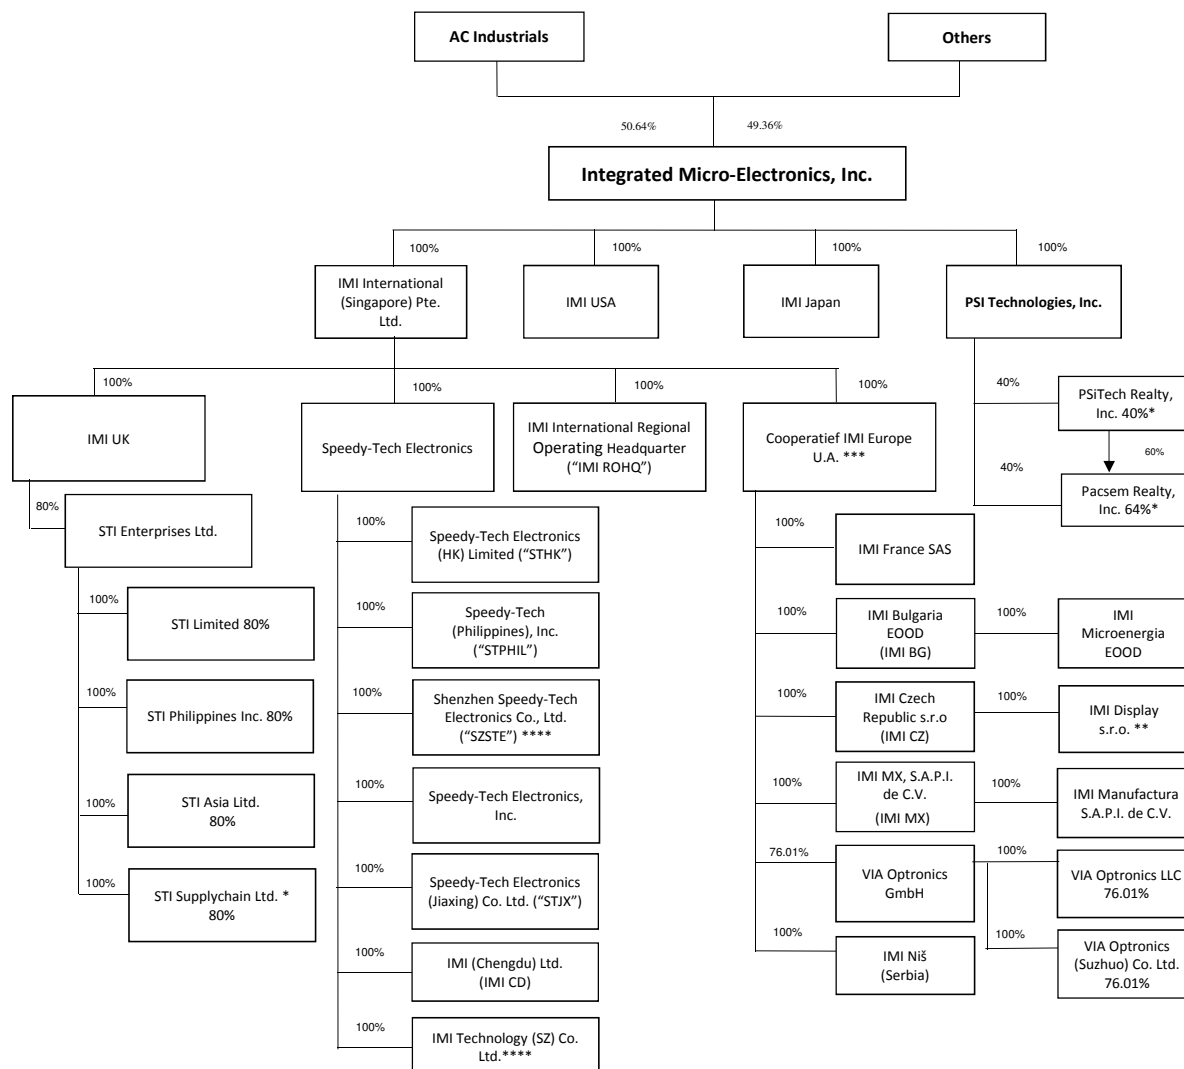 AC Industrials
Others
50.64%
49.36%
Integrated Micro-Electronics, Inc.
100%
100%
100%
100%
IMI International
(Singapore) Pte.
Ltd.
IMI USA
IMI Japan
PSI Technologies, Inc.
100%
100%
100%
100%
40%
PSiTech Realty,
Inc. 40%*
60%
40%
Pacsem Realty,
Inc. 64%*
IMI UK
Speedy-Tech Electronics
IMI International Regional
Operating Headquarter
(“IMI ROHQ”)
Cooperatief IMI Europe
U.A. ***
80%
STI Enterprises Ltd.
100%
STI Limited 80%
100%
STI Philippines Inc. 80%
100%
STI Asia Litd.
80%
100%
STI Supplychain Ltd. *
80%
100%
Speedy-Tech Electronics
(HK) Limited (“STHK”)
100%
Speedy-Tech
(Philippines), Inc.
(“STPHIL”)
100%
Shenzhen Speedy-Tech
Electronics Co., Ltd.
(“SZSTE”) ****
100%
Speedy-Tech Electronics,
Inc.
100%
Speedy-Tech Electronics
(Jiaxing) Co. Ltd. (“STJX”)
100%
IMI (Chengdu) Ltd.
(IMI CD)
100%
IMI Technology (SZ) Co.
Ltd.****
100%
IMI France SAS
100%
IMI Bulgaria
EOOD
(IMI BG)
100%
IMI
Microenergia
EOOD
100%
IMI Czech
Republic s.r.o
(IMI CZ)
100%
IMI Display
s.r.o. **
100%
IMI MX, S.A.P.I.
de C.V.
(IMI MX)
100%
IMI Manufactura
S.A.P.I. de C.V.
76.01%
VIA Optronics
GmbH
100%
VIA Optronics LLC
76.01%
100%
VIA Optronics
(Suzhuo) Co. Ltd.
76.01%
100%
IMI Niš
(Serbia)